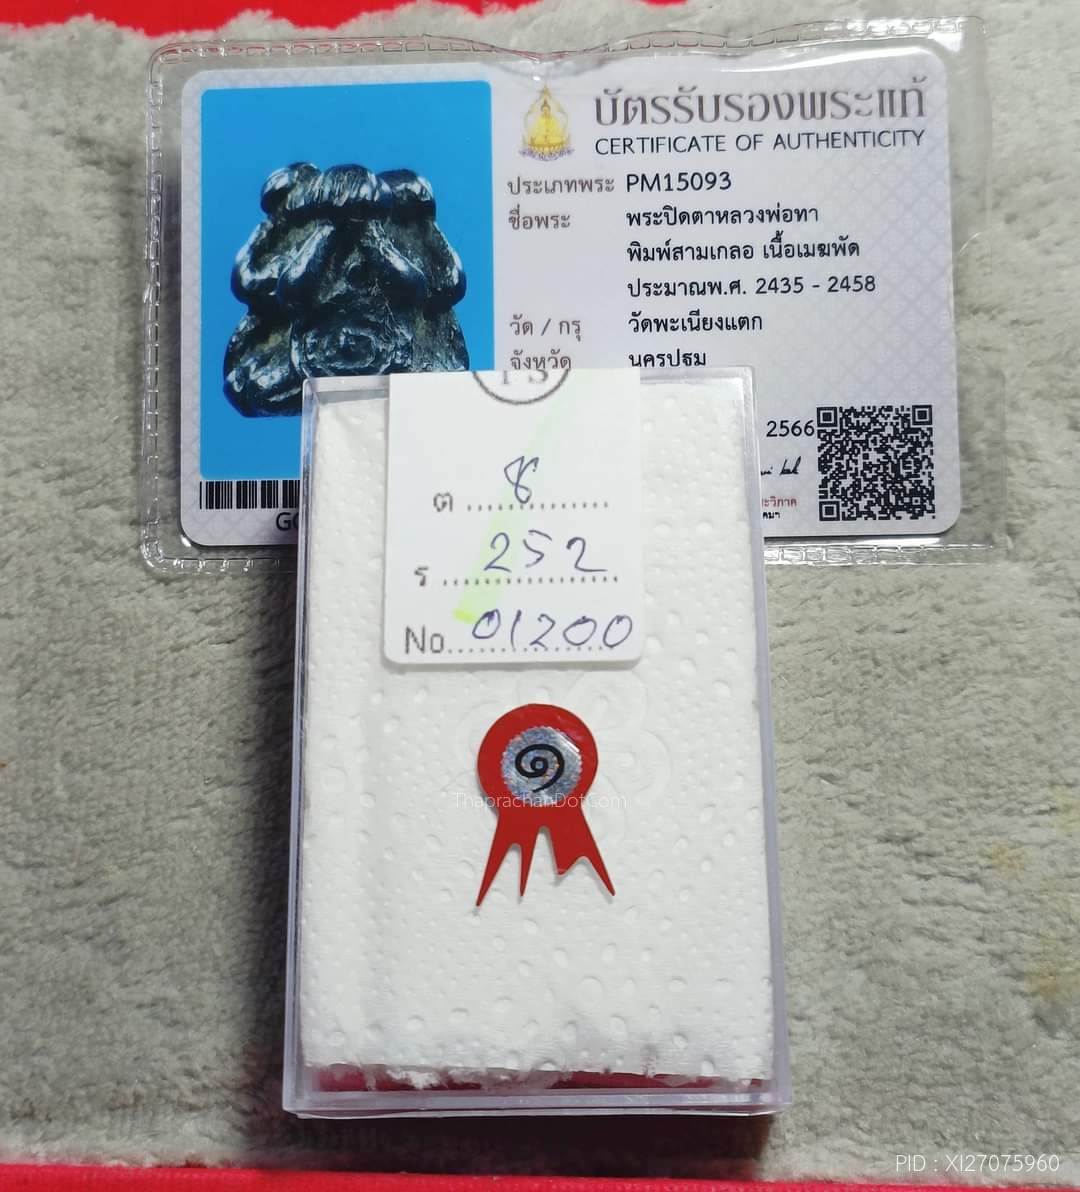 บัตรรับรองพระแท้
CERTIFICATE OF AUTHENTICITY
ประเภทพระ PM15093
ชื่อพระ พระปิดตาหลวงพ่อทา
พิมพ์สามเกลอ เนื้อเมฆพัด
ประมาณพ.ศ. 2435 - 2458
วัด / กรุ วัดพะเนียงแตก
จังหวัด นครปฐม
2566
ต 8
ร 252
No. 01200
๑
ThaprachanDotCom
PID : XI27075960